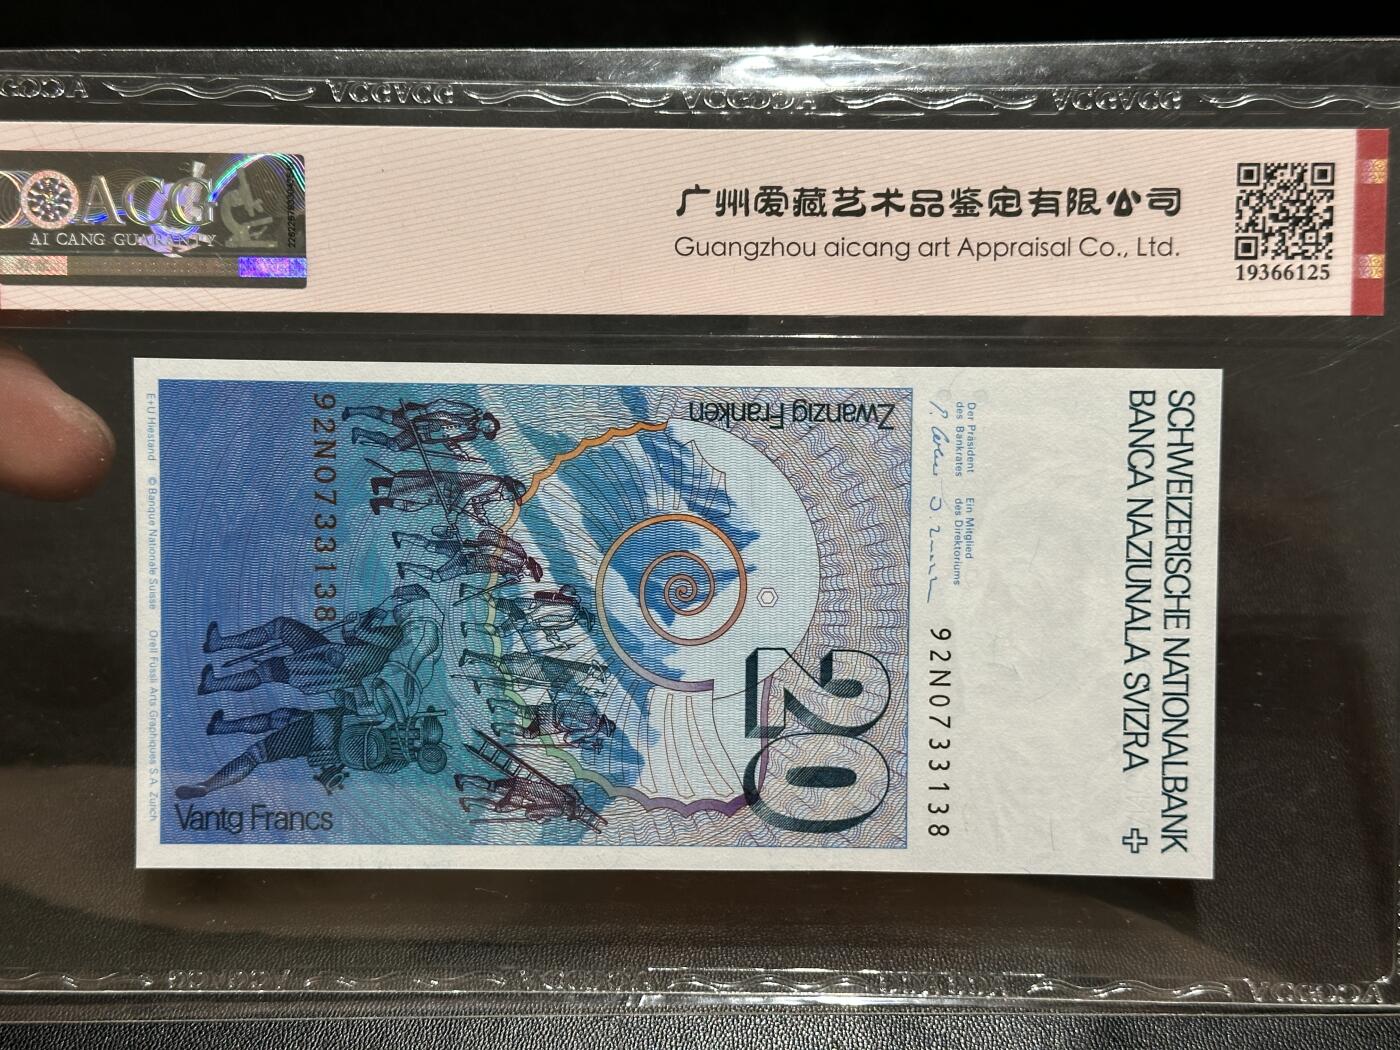 ACGACG
ACG
AI CANG GUARANTY
广州爱藏艺术品鉴定有限公司
Guangzhou aicang art Appraisal Co., Ltd.
19366125
SCHWEIZERISCHE NATIONALBANK
BANCA NAZIUNALA SVIZRA
Der Präsident
des Bankrates
Ein Mitglied
des Direktoriums
92N0733138
Zwanzig Franken
20
92N0733138
Vantg Francs
E+U Hiestand © Banque Nationale Suisse Orell Füssli Arts Graphiques S.A. Zurich